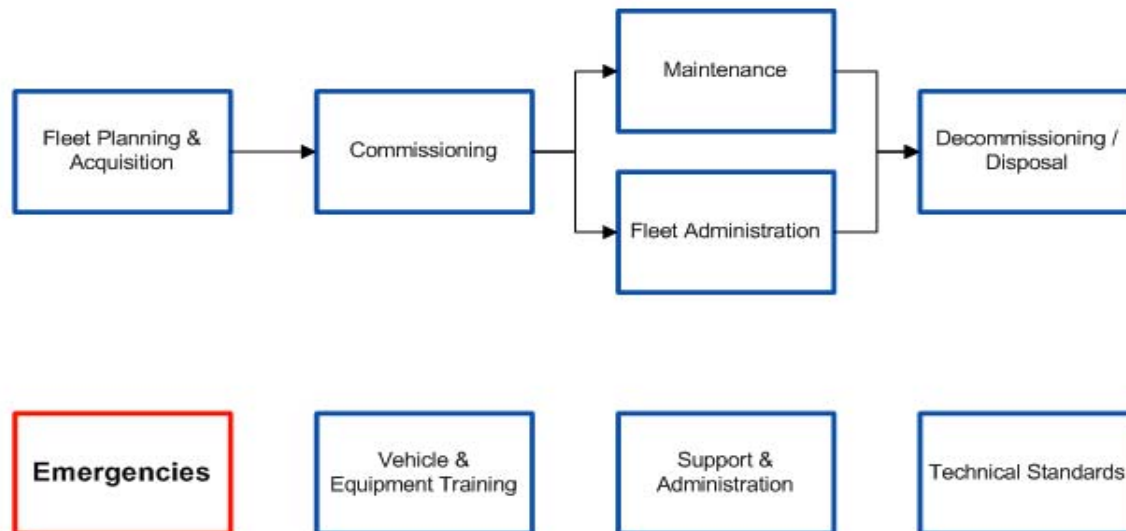 Maintenance
Fleet Planning &
Acquisition
Commissioning
Decommissioning /
Disposal
Fleet Administration
Emergencies
Vehicle &
Equipment Training
Support &
Administration
Technical Standards